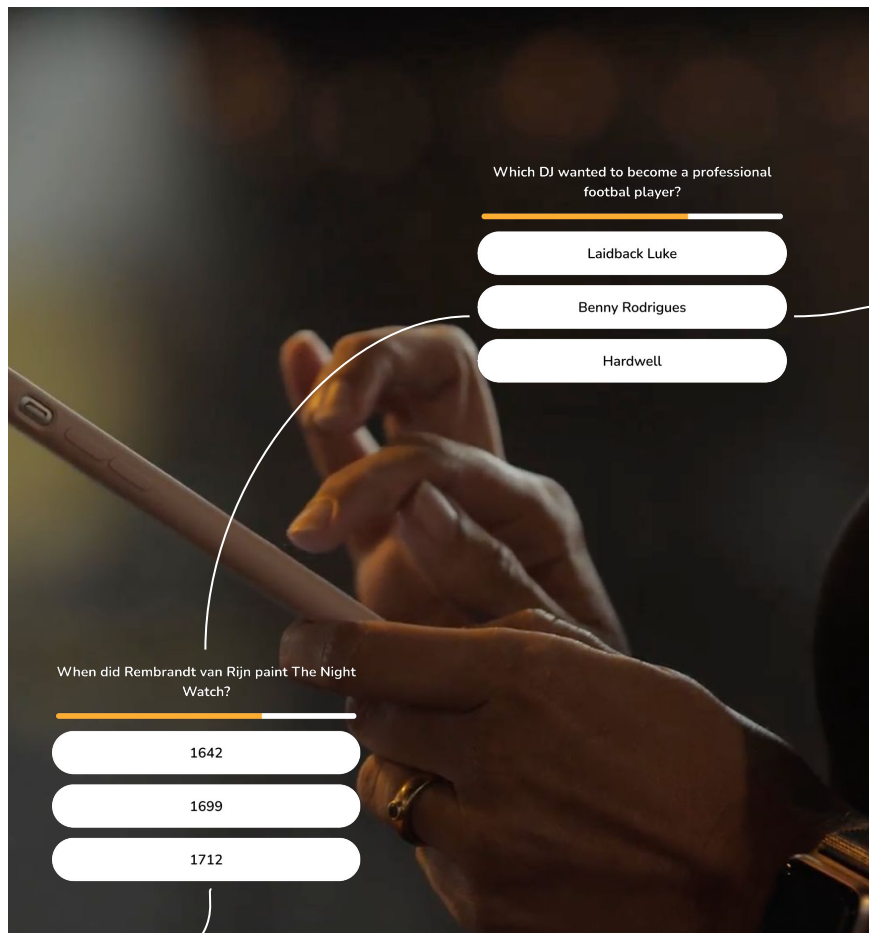 Which DJ wanted to become a professional
footbal player?
Laidback Luke
Benny Rodrigues
Hardwell
When did Rembrandt van Rijn paint The Night
Watch?
1642
1699
1712